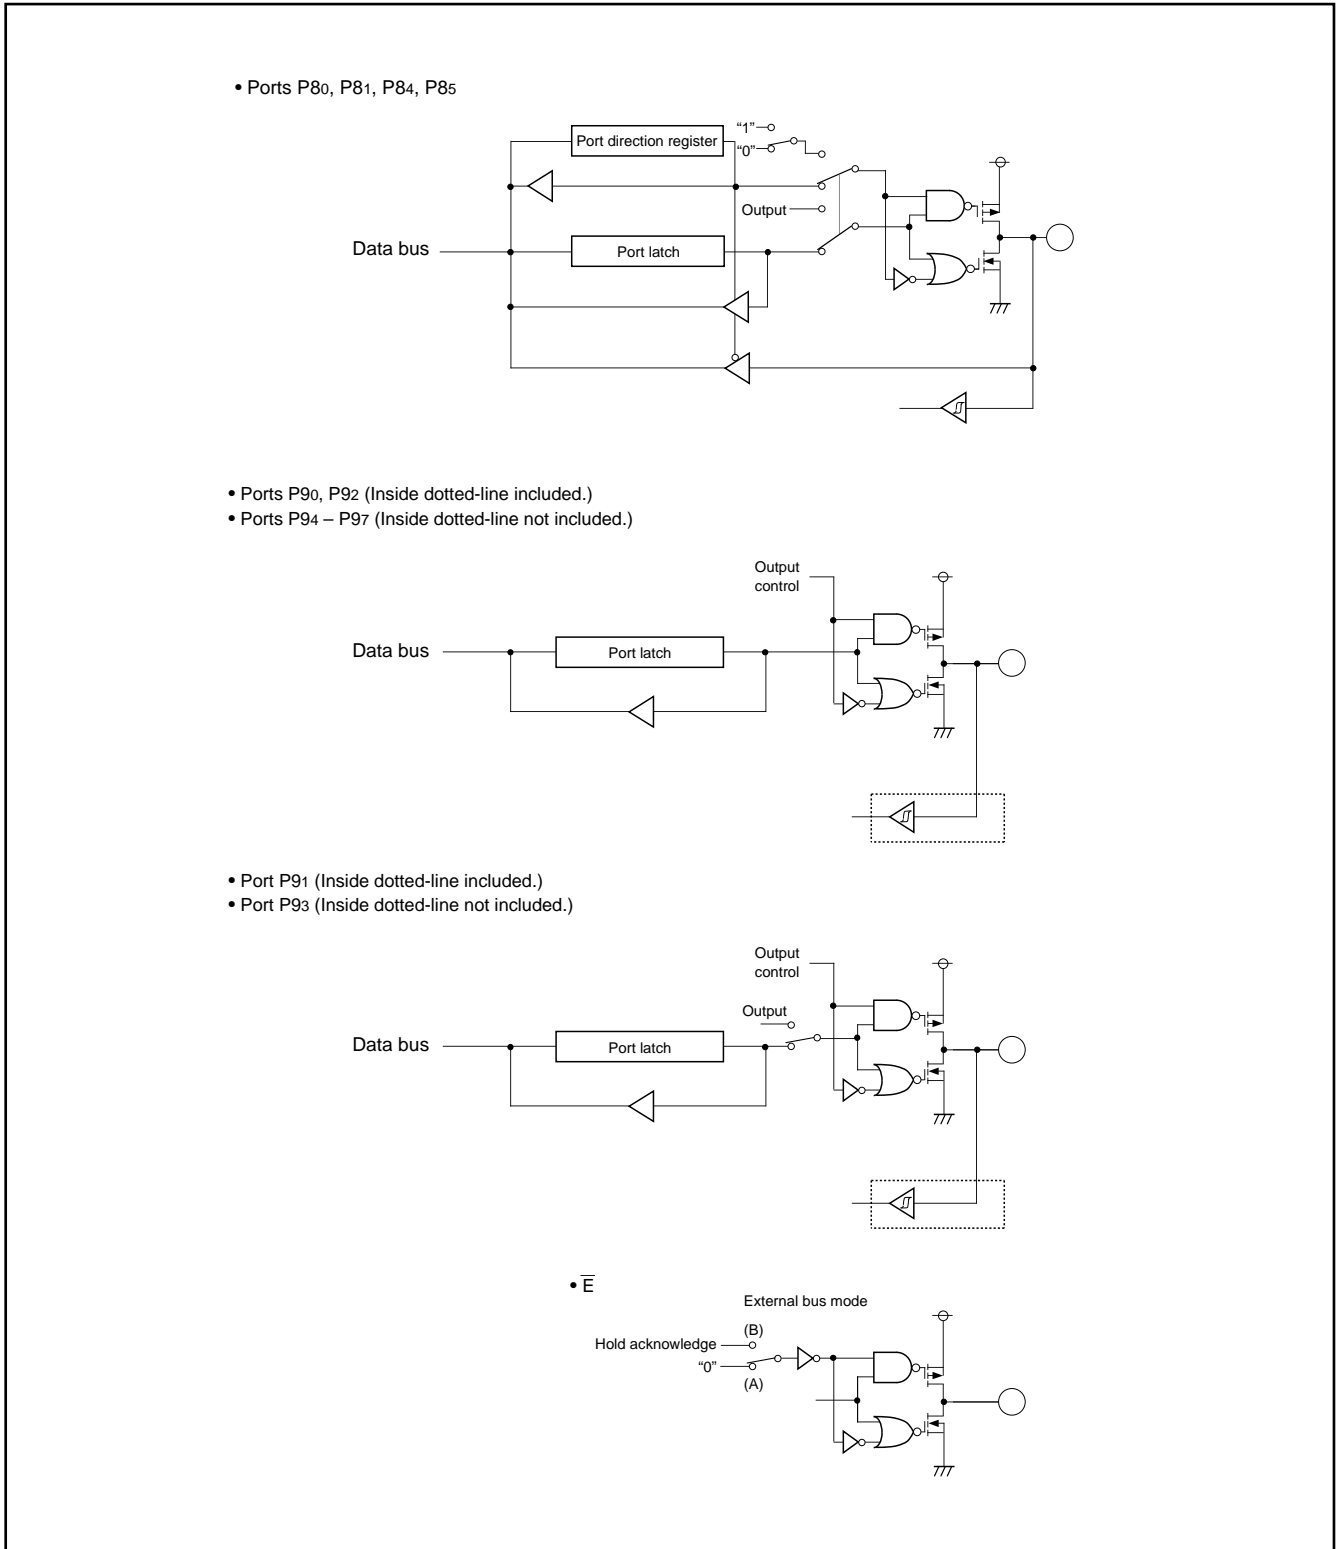 • Ports P80, P81, P84, P85
“1”
Port direction register
“0”
Output
Data bus
Port latch
• Ports P90, P92 (Inside dotted-line included.)
• Ports P94 – P97 (Inside dotted-line not included.)
Output
control
Data bus
Port latch
• Port P91 (Inside dotted-line included.)
• Port P93 (Inside dotted-line not included.)
Output
control
Output
Data bus
Port latch
• E̅
External bus mode
(B)
Hold acknowledge
“0”
(A)